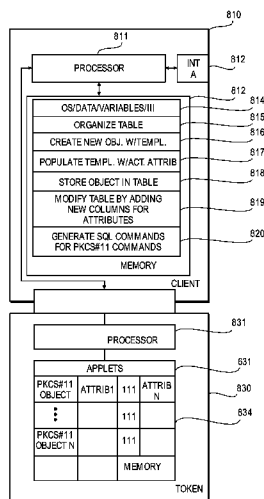 810
811
PROCESSOR
INT
A
812
812
OS/DATA/VARIABLES/III
814
ORGANIZE TABLE
815
CREATE NEW OBJ. W/TEMPL.
816
POPULATE TEMPL. W/ACT. ATTRIB
817
STORE OBJECT IN TABLE
818
MODIFY TABLE BY ADDING
NEW COLUMNS FOR
ATTRIBUTES
819
GENERATE SQL COMMANDS
FOR PKCS#11 COMMANDS
820
MEMORY
CLIENT
PROCESSOR
831
APPLETS
631
PKCS#11
OBJECT
ATTRIB1
111
ATTRIB
N
830
111
834
PKCS#11
OBJECT N
111
MEMORY
TOKEN